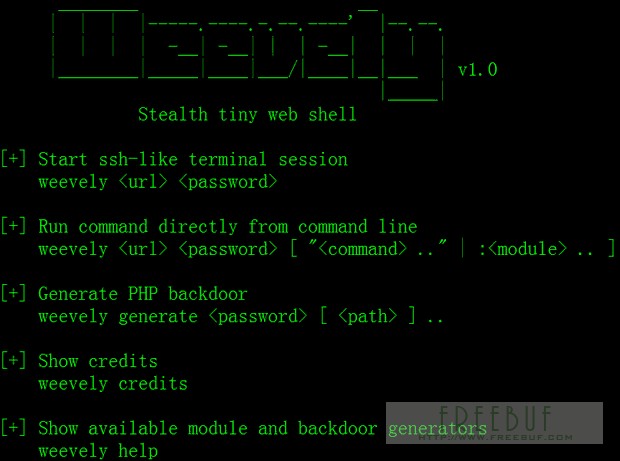 Weevely
v1.0
Stealth tiny web shell
[+] Start ssh-like terminal session
weevely <url> <password>
[+] Run command directly from command line
weevely <url> <password> [ "<command> .." | :<module> .. ]
[+] Generate PHP backdoor
weevely generate <password> [ <path> ] ..
[+] Show credits
weevely credits
[+] Show available module and backdoor generators
weevely help
FREEBUF
HTTP://WWW.FREEBUF.COM